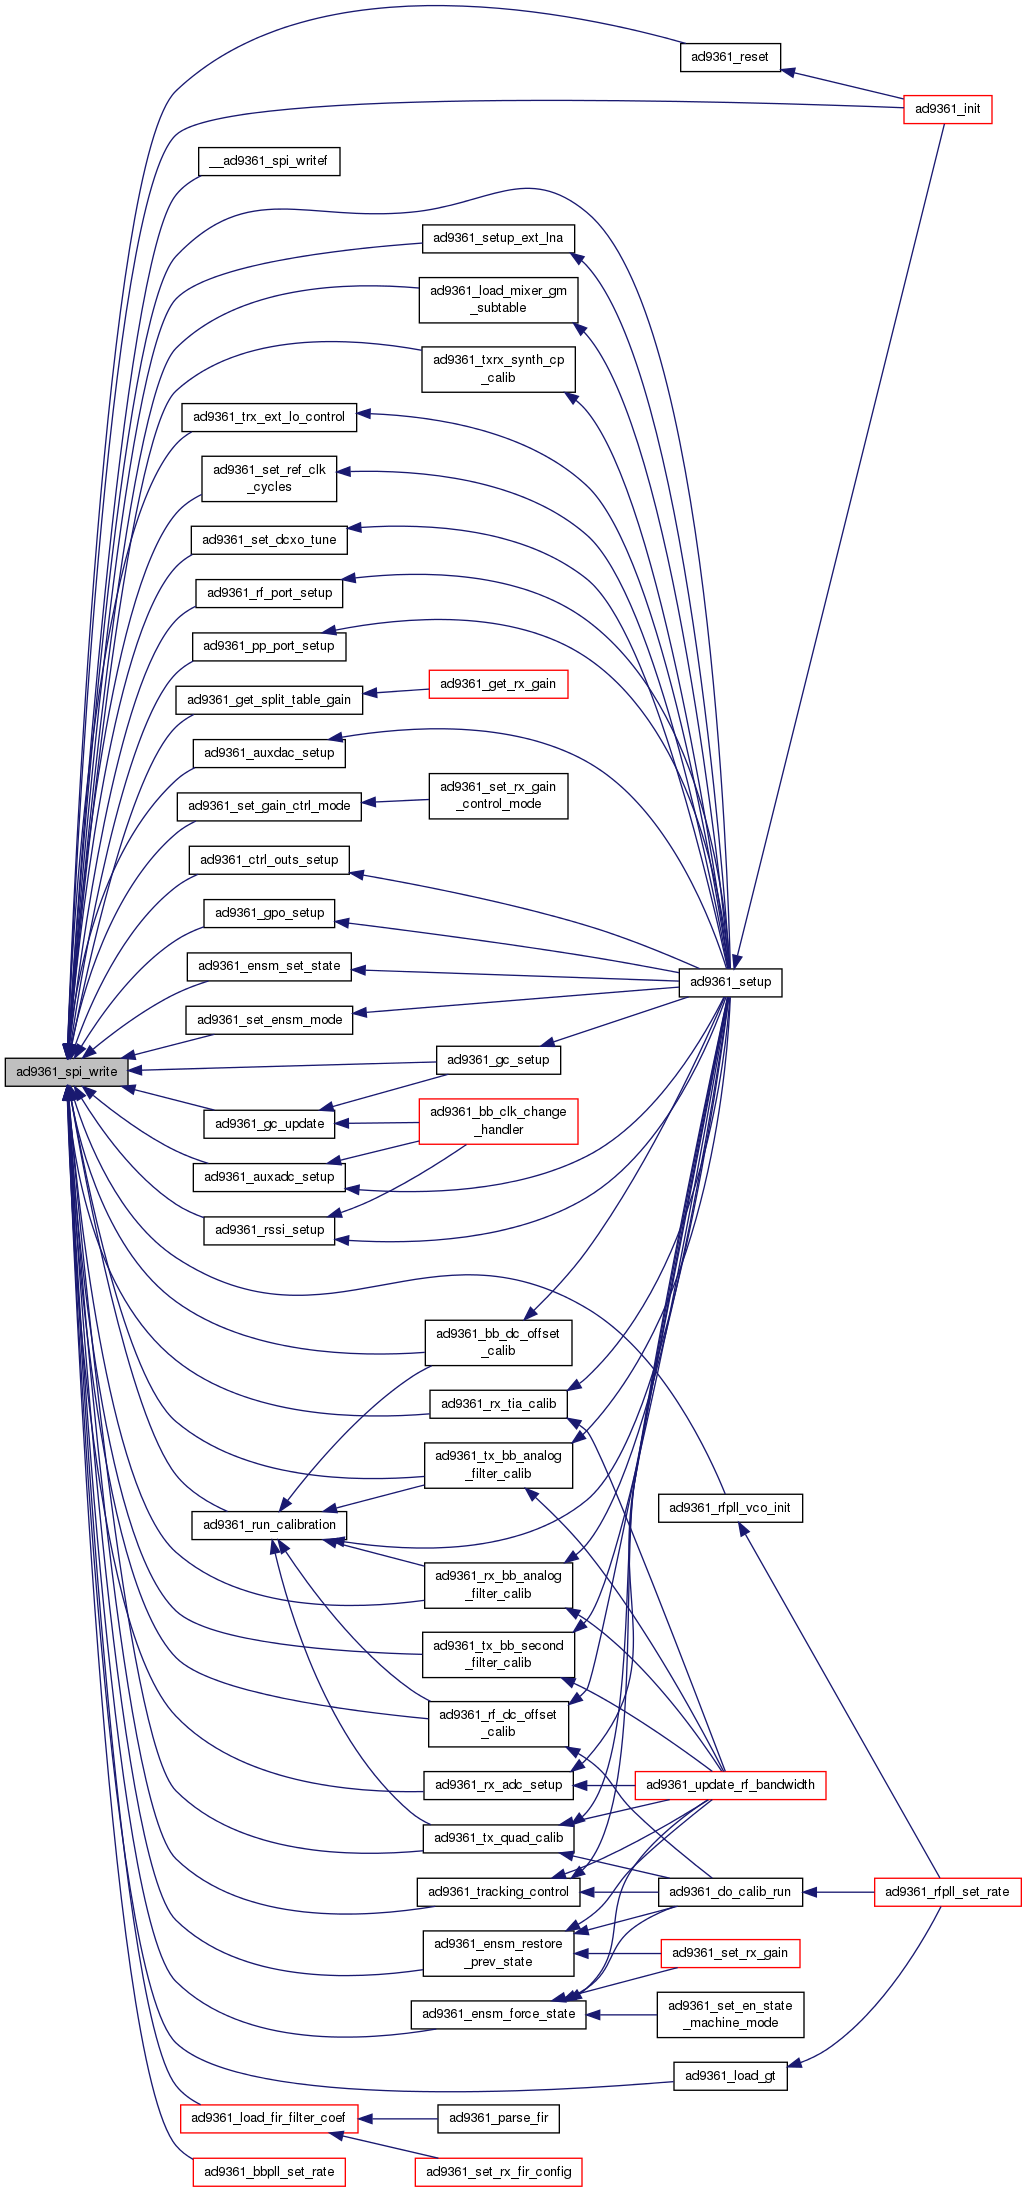 ad9361_reset
ad9361_init
__ad9361_spi_writef
ad9361_setup_ext_lna
ad9361_load_mixer_gm
_subtable
ad9361_txrx_synth_cp
_calib
ad9361_trx_ext_lo_control
ad9361_set_ref_clk
_cycles
ad9361_set_dcxo_tune
ad9361_rf_port_setup
ad9361_pp_port_setup
ad9361_get_split_table_gain
ad9361_get_rx_gain
ad9361_auxdac_setup
ad9361_set_gain_ctrl_mode
ad9361_set_rx_gain
_control_mode
ad9361_ctrl_outs_setup
ad9361_gpo_setup
ad9361_ensm_set_state
ad9361_setup
ad9361_set_ensm_mode
ad9361_gc_setup
ad9361_spi_write
ad9361_gc_update
ad9361_bb_clk_change
_handler
ad9361_auxadc_setup
ad9361_rssi_setup
ad9361_bb_dc_offset
_calib
ad9361_rx_tia_calib
ad9361_tx_bb_analog
_filter_calib
ad9361_rfpll_vco_init
ad9361_run_calibration
ad9361_rx_bb_analog
_filter_calib
ad9361_tx_bb_second
_filter_calib
ad9361_rf_dc_offset
_calib
ad9361_rx_adc_setup
ad9361_update_rf_bandwidth
ad9361_tx_quad_calib
ad9361_tracking_control
ad9361_do_calib_run
ad9361_rfpll_set_rate
ad9361_ensm_restore
_prev_state
ad9361_set_rx_gain
ad9361_ensm_force_state
ad9361_set_en_state
_machine_mode
ad9361_load_gt
ad9361_load_fir_filter_coef
ad9361_parse_fir
ad9361_bbpll_set_rate
ad9361_set_rx_fir_config